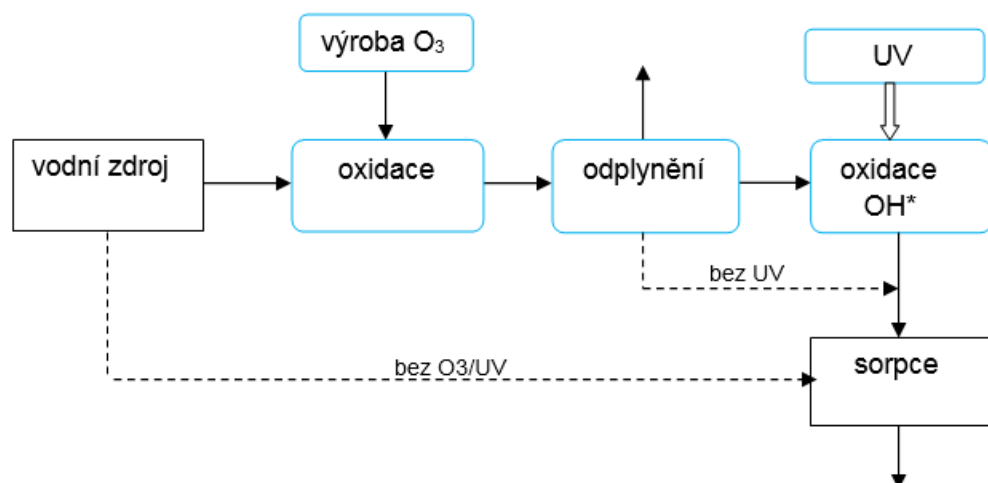 výroba O₃
UV
vodní zdroj
oxidace
odplynění
oxidace
OH*
bez UV
bez O3/UV
sorpce